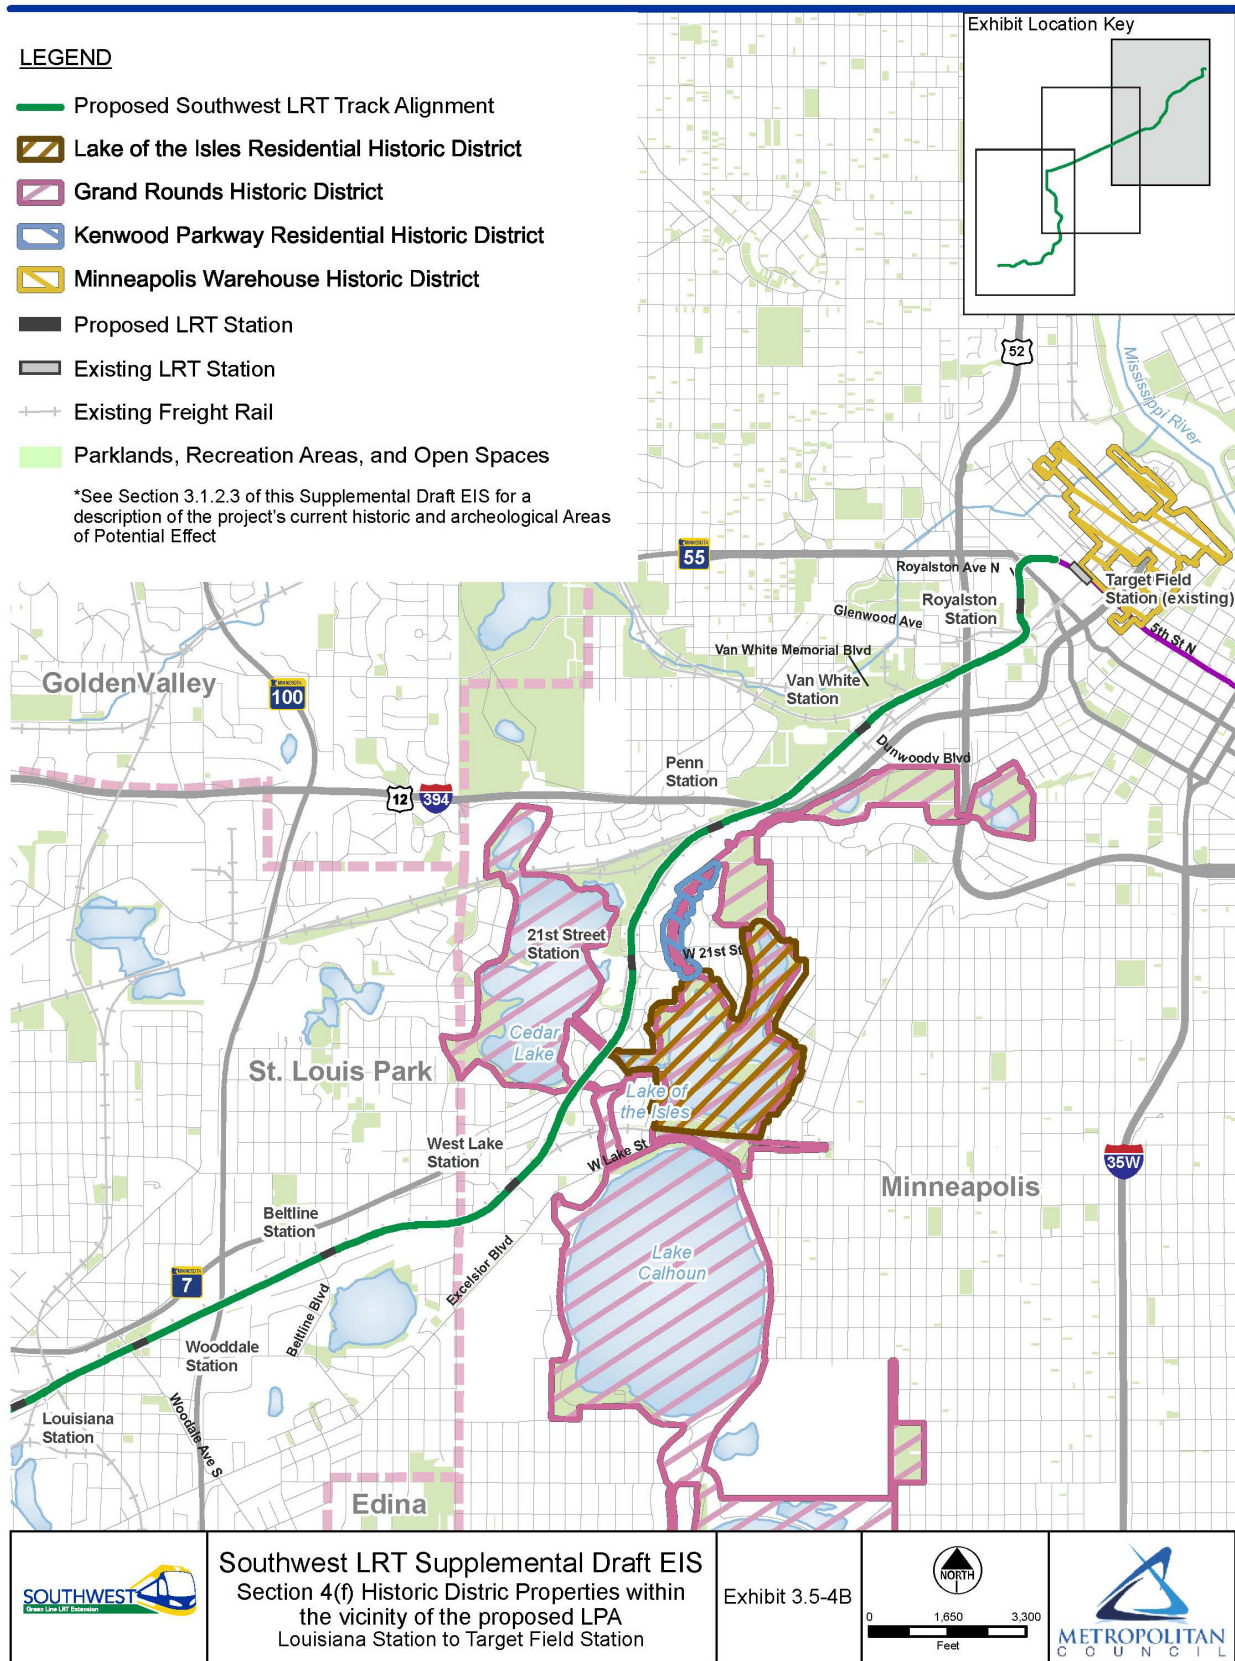 LEGEND
Proposed Southwest LRT Track Alignment
Lake of the Isles Residential Historic District
Grand Rounds Historic District
Kenwood Parkway Residential Historic District
Minneapolis Warehouse Historic District
Proposed LRT Station
Existing LRT Station
Existing Freight Rail
Parklands, Recreation Areas, and Open Spaces
*See Section 3.1.2.3 of this Supplemental Draft EIS for a
description of the project's current historic and archeological Areas
of Potential Effect
Exhibit Location Key
52
Mississippi River
MINNESOTA
55
Royalston Ave N
Target Field
Station (existing)
Royalston
Station
Glenwood Ave
5th St N
Van White Memorial Blvd
Van White
Station
GoldenValley
MINNESOTA
100
Dunwoody Blvd
Penn
Station
12
394
21st Street
Station
W 21st St
Cedar
Lake
St. Louis Park
Lake of
the Isles
West Lake
Station
W Lake St
35W
Minneapolis
Beltline
Station
Lake
Calhoun
MINNESOTA
7
Excelsior Blvd
Beltline Blvd
Wooddale
Station
Louisiana
Station
Woodale Ave S
Edina
SOUTHWEST
Green Line LRT Extension
Southwest LRT Supplemental Draft EIS
Section 4(f) Historic Distric Properties within
the vicinity of the proposed LPA
Louisiana Station to Target Field Station
Exhibit 3.5-4B
NORTH
0 1,650 3,300
Feet
METROPOLITAN
COUNCIL